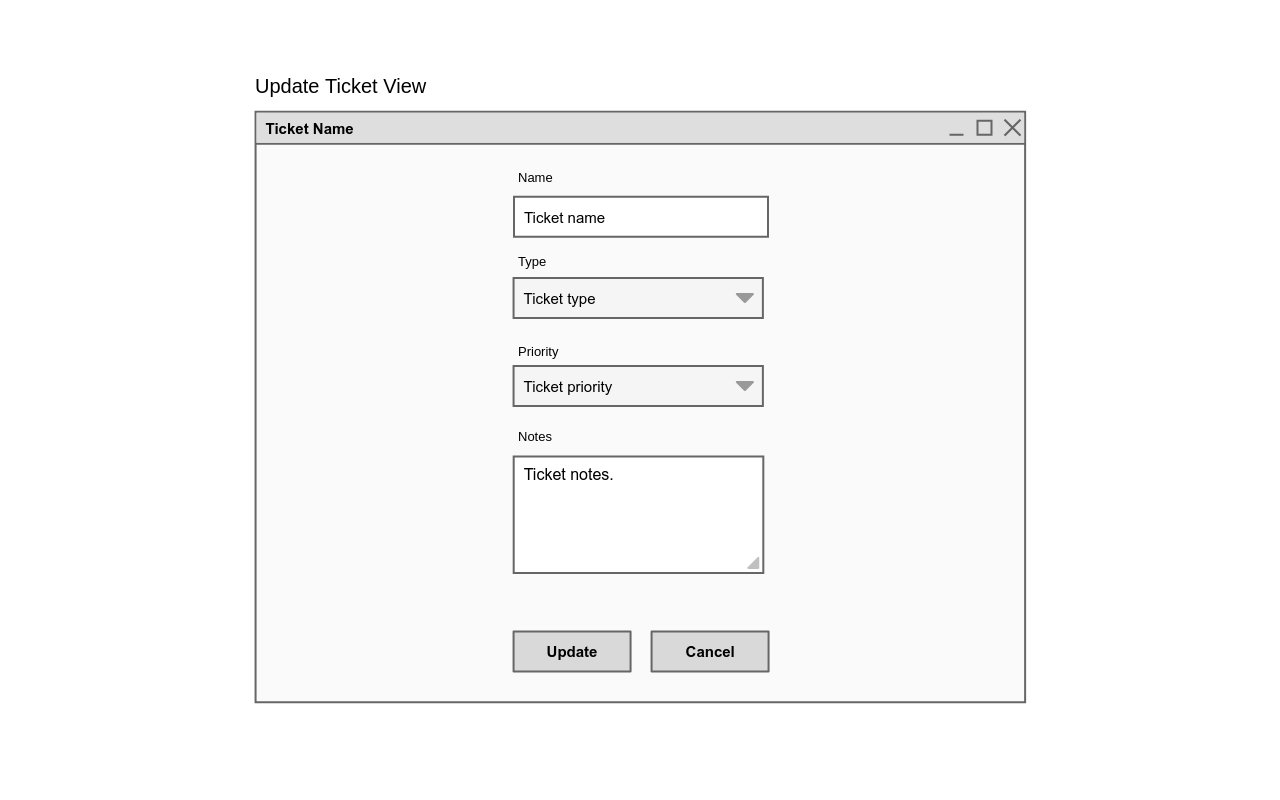 Update Ticket View
Ticket Name
Name
Ticket name
Type
Ticket type
Priority
Ticket priority
Notes
Ticket notes.
Update
Cancel